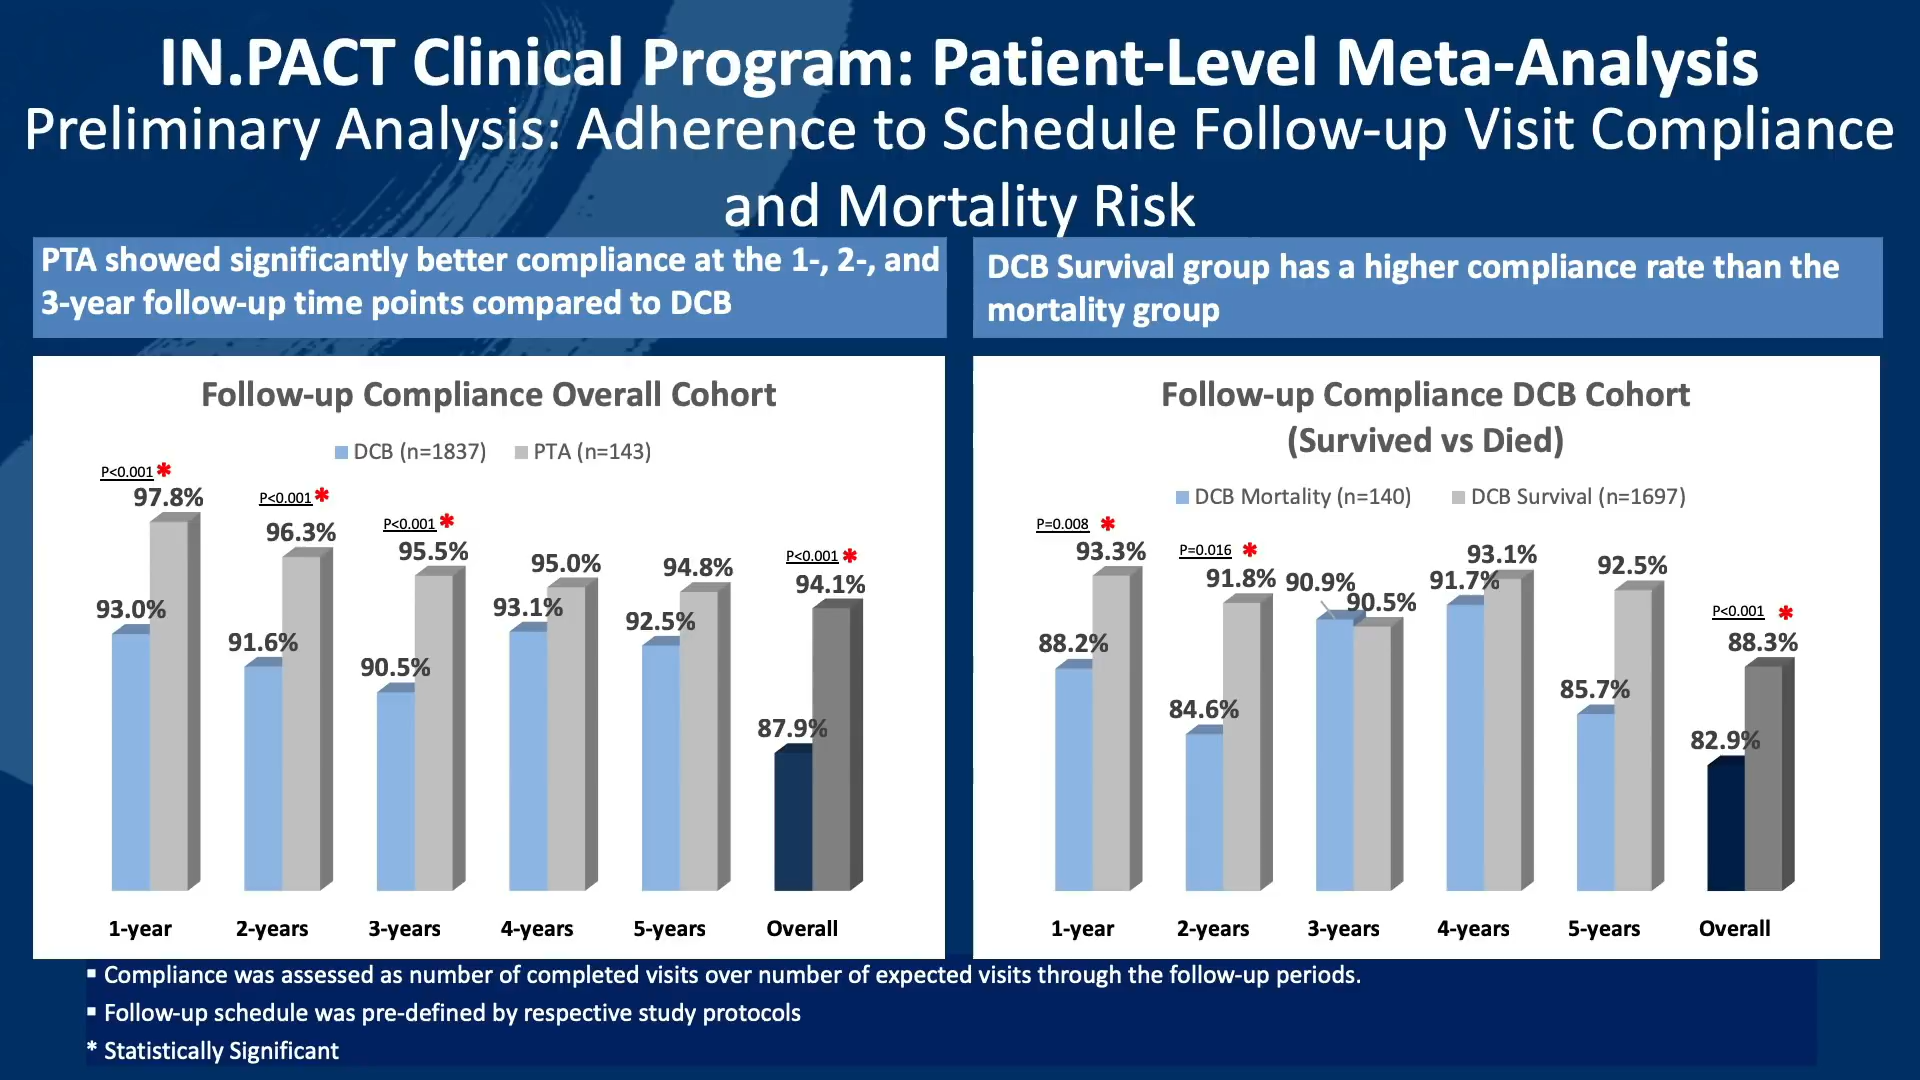 IN.PACT Clinical Program: Patient-Level Meta-Analysis
Preliminary Analysis: Adherence to Schedule Follow-up Visit Compliance
and Mortality Risk
PTA showed significantly better compliance at the 1-, 2-, and
3-year follow-up time points compared to DCB
Follow-up Compliance Overall Cohort
DCB (n=1837) PTA (n=143)
P<0.001 *
97.8%
93.0%
P<0.001 *
96.3%
91.6%
P<0.001 *
95.5%
90.5%
95.0%
93.1%
94.8%
92.5%
P<0.001 *
94.1%
87.9%
1-year 2-years 3-years 4-years 5-years Overall
DCB Survival group has a higher compliance rate than the
mortality group
Follow-up Compliance DCB Cohort
(Survived vs Died)
DCB Mortality (n=140) DCB Survival (n=1697)
P=0.008 *
93.3%
88.2%
P=0.016 *
91.8%
84.6%
90.9%
90.5%
93.1%
91.7%
92.5%
85.7%
P<0.001 *
88.3%
82.9%
1-year 2-years 3-years 4-years 5-years Overall
▪ Compliance was assessed as number of completed visits over number of expected visits through the follow-up periods.
▪ Follow-up schedule was pre-defined by respective study protocols
* Statistically Significant